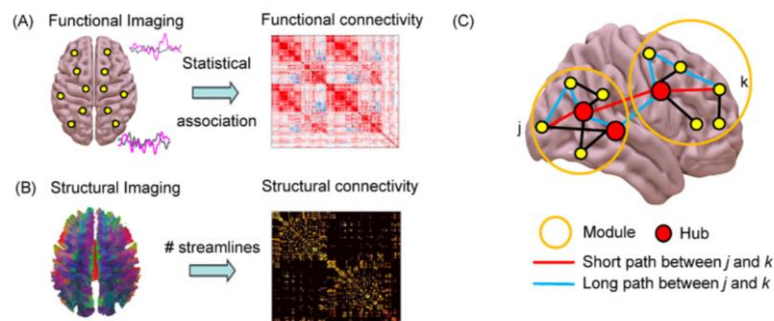 (A) Functional Imaging
Functional connectivity
Statistical
association
(B) Structural Imaging
Structural connectivity
# streamlines
(C)
j
k
Module
Hub
Short path between j and k
Long path between j and k